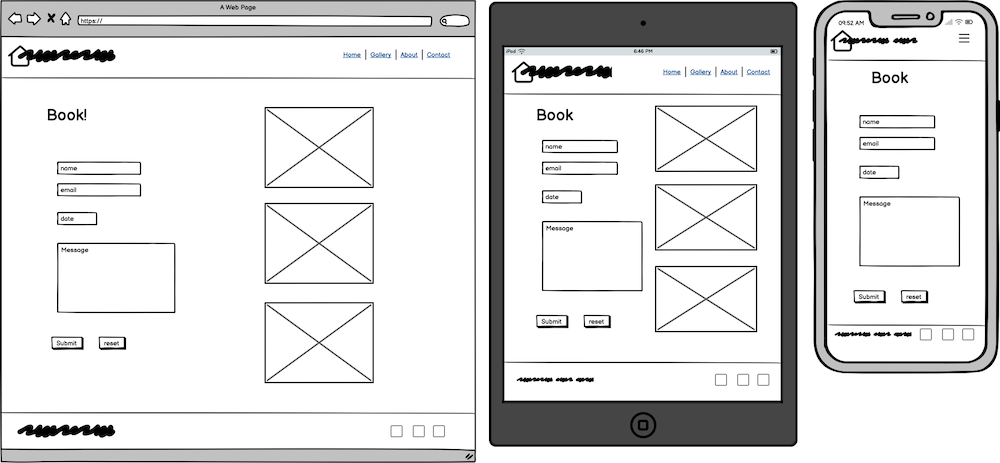 A Web Page
https://
Home Gallery About Contact
Book!
name
email
date
Message
Submit reset
iPad 6:46 PM
Home Gallery About Contact
Book
name
email
date
Message
Submit reset
09:52 AM
Book
name
email
date
Message
Submit reset